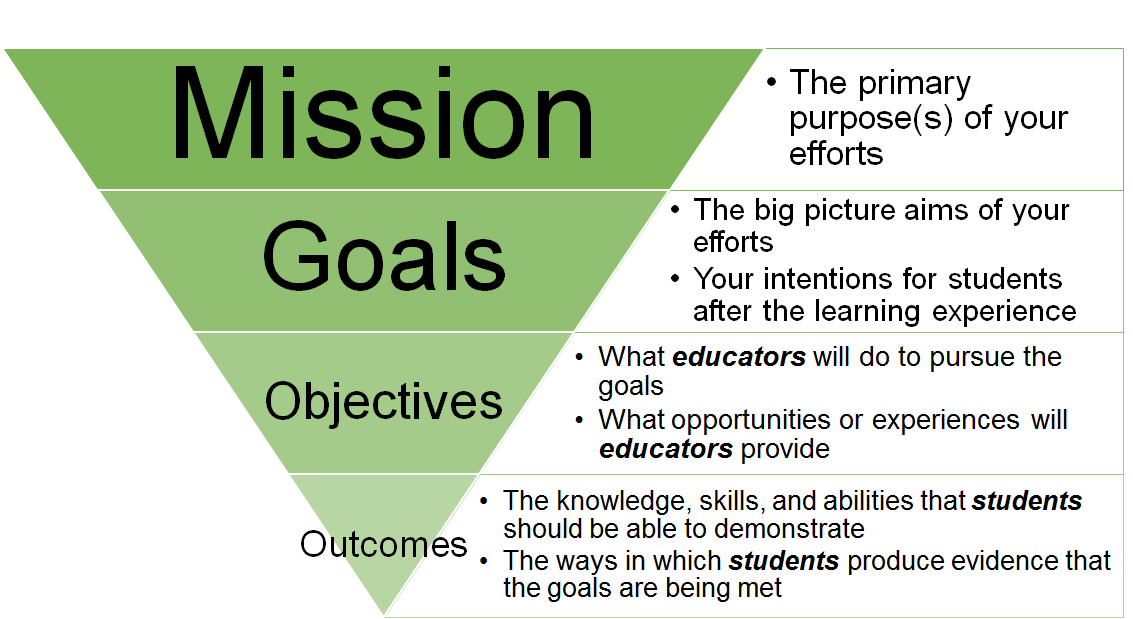 Mission
• The primary
purpose(s) of your
efforts
Goals
• The big picture aims of your
efforts
• Your intentions for students
after the learning experience
Objectives
• What educators will do to pursue the
goals
• What opportunities or experiences will
educators provide
Outcomes
• The knowledge, skills, and abilities that students
should be able to demonstrate
• The ways in which students produce evidence that
the goals are being met